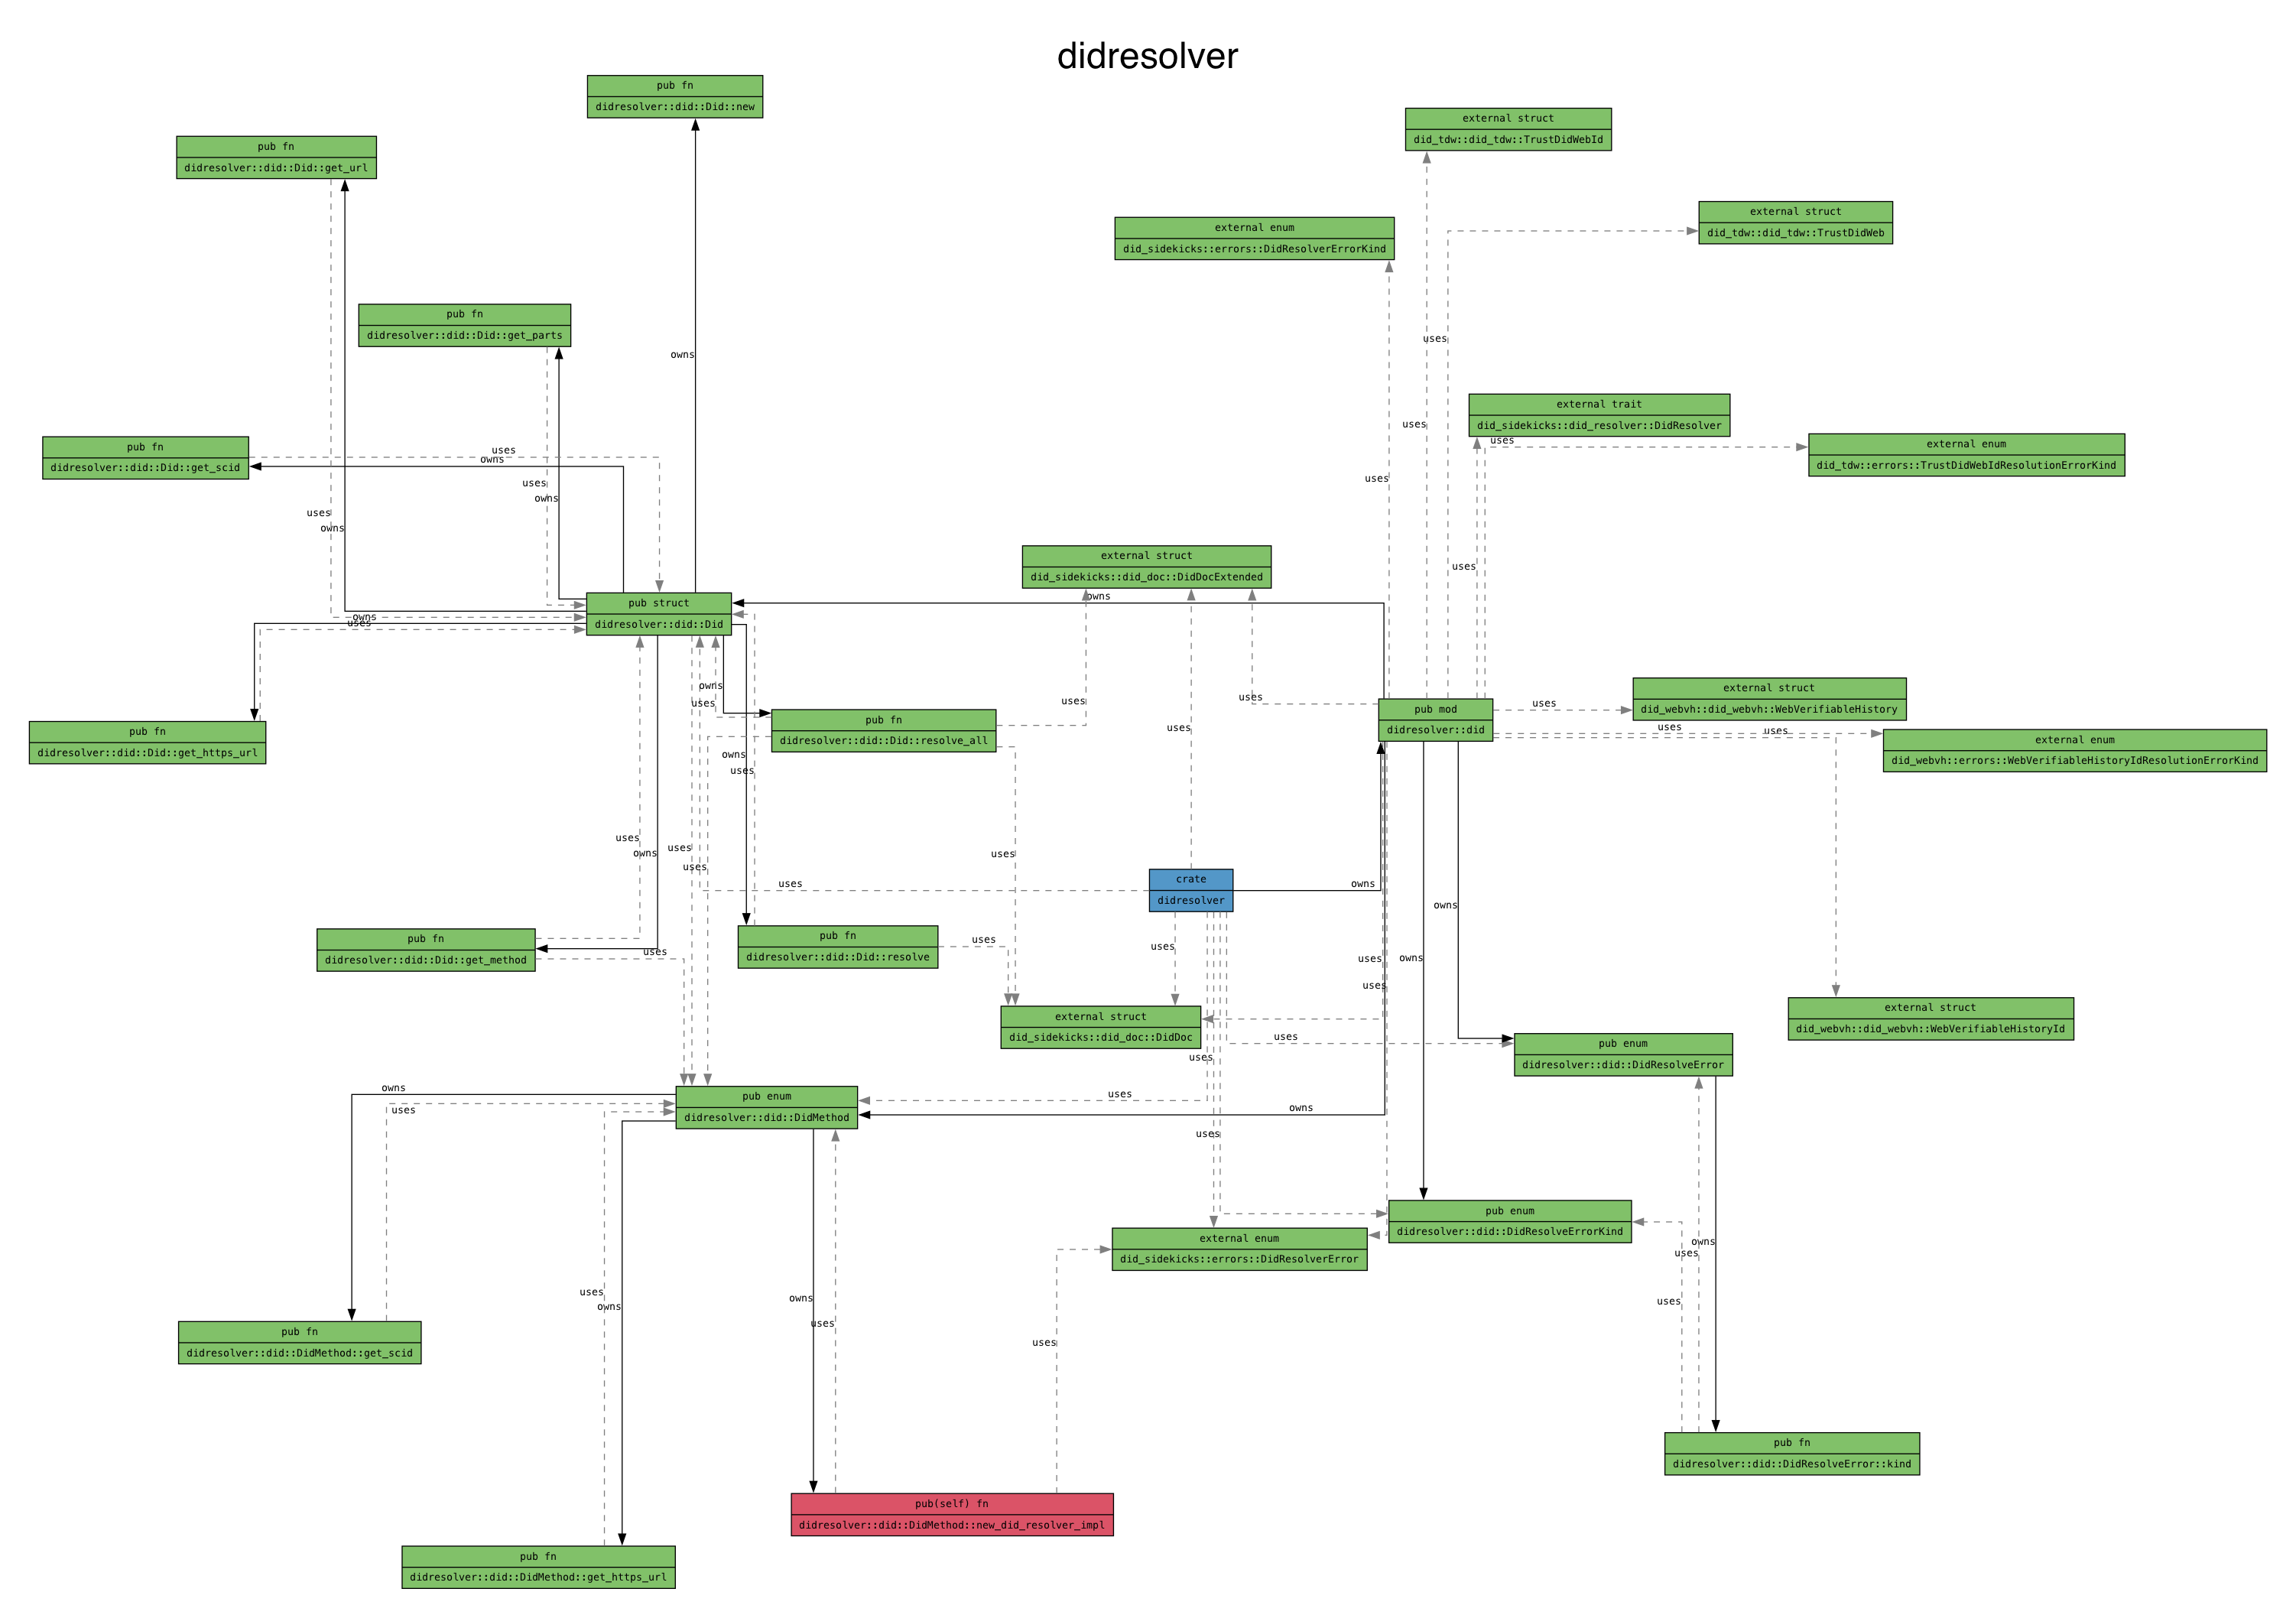 didresolver
pub fn
didresolver::did::Did::new
external struct
did_tdw::did_tdw::TrustDidWebId
pub fn
didresolver::did::Did::get_url
external struct
did_tdw::did_tdw::TrustDidWeb
external enum
did_sidekicks::errors::DidResolverErrorKind
pub fn
didresolver::did::Did::get_parts
uses
owns
external trait
did_sidekicks::did_resolver::DidResolver
uses
external enum
did_tdw::errors::TrustDidWebIdResolutionErrorKind
uses
pub fn
didresolver::did::Did::get_scid
uses
owns
uses
uses
owns
uses
owns
external struct
did_sidekicks::did_doc::DidDocExtended
uses
owns
pub struct
didresolver::did::Did
owns
uses
owns
uses
uses
uses
external struct
did_webvh::did_webvh::WebVerifiableHistory
uses
pub mod
didresolver::did
pub fn
didresolver::did::Did::resolve_all
uses
pub fn
didresolver::did::Did::get_https_url
uses
uses
external enum
did_webvh::errors::WebVerifiableHistoryIdResolutionErrorKind
owns
uses
uses
owns
uses
uses
uses
crate
didresolver
uses
owns
owns
pub fn
didresolver::did::Did::get_method
uses
pub fn
didresolver::did::Did::resolve
uses
uses
uses
owns
uses
external struct
did_sidekicks::did_doc::DidDoc
external struct
did_webvh::did_webvh::WebVerifiableHistoryId
uses
uses
pub enum
didresolver::did::DidResolveError
owns
uses
pub enum
didresolver::did::DidMethod
uses
owns
uses
pub enum
didresolver::did::DidResolveErrorKind
external enum
did_sidekicks::errors::DidResolverError
owns
uses
uses
owns
owns
uses
uses
uses
pub fn
didresolver::did::DidMethod::get_scid
pub fn
didresolver::did::DidResolveError::kind
pub(self) fn
didresolver::did::DidMethod::new_did_resolver_impl
pub fn
didresolver::did::DidMethod::get_https_url